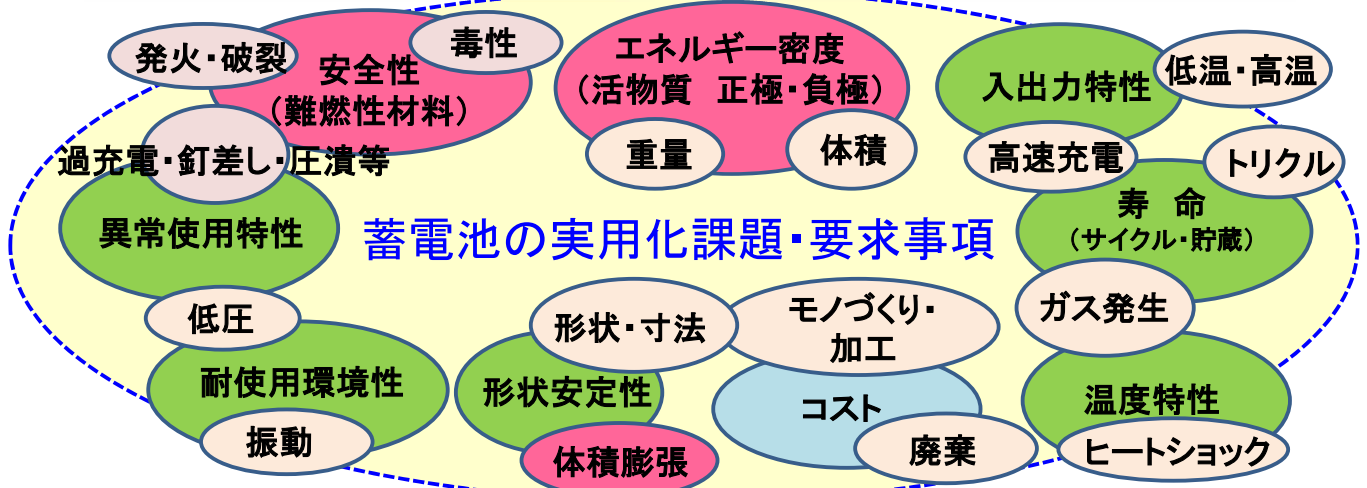 発火・破裂
安全性
（難燃性材料）
毒性
エネルギー密度
（活物質　正極・負極）
重量
体積
入出力特性
低温・高温
高速充電
トリクル
過充電・釘差し・圧潰等
異常使用特性
蓄電池の実用化課題・要求事項
寿　命
（サイクル・貯蔵）
低圧
形状・寸法
モノづくり・
加工
ガス発生
耐使用環境性
形状安定性
コスト
温度特性
振動
体積膨張
廃棄
ヒートショック